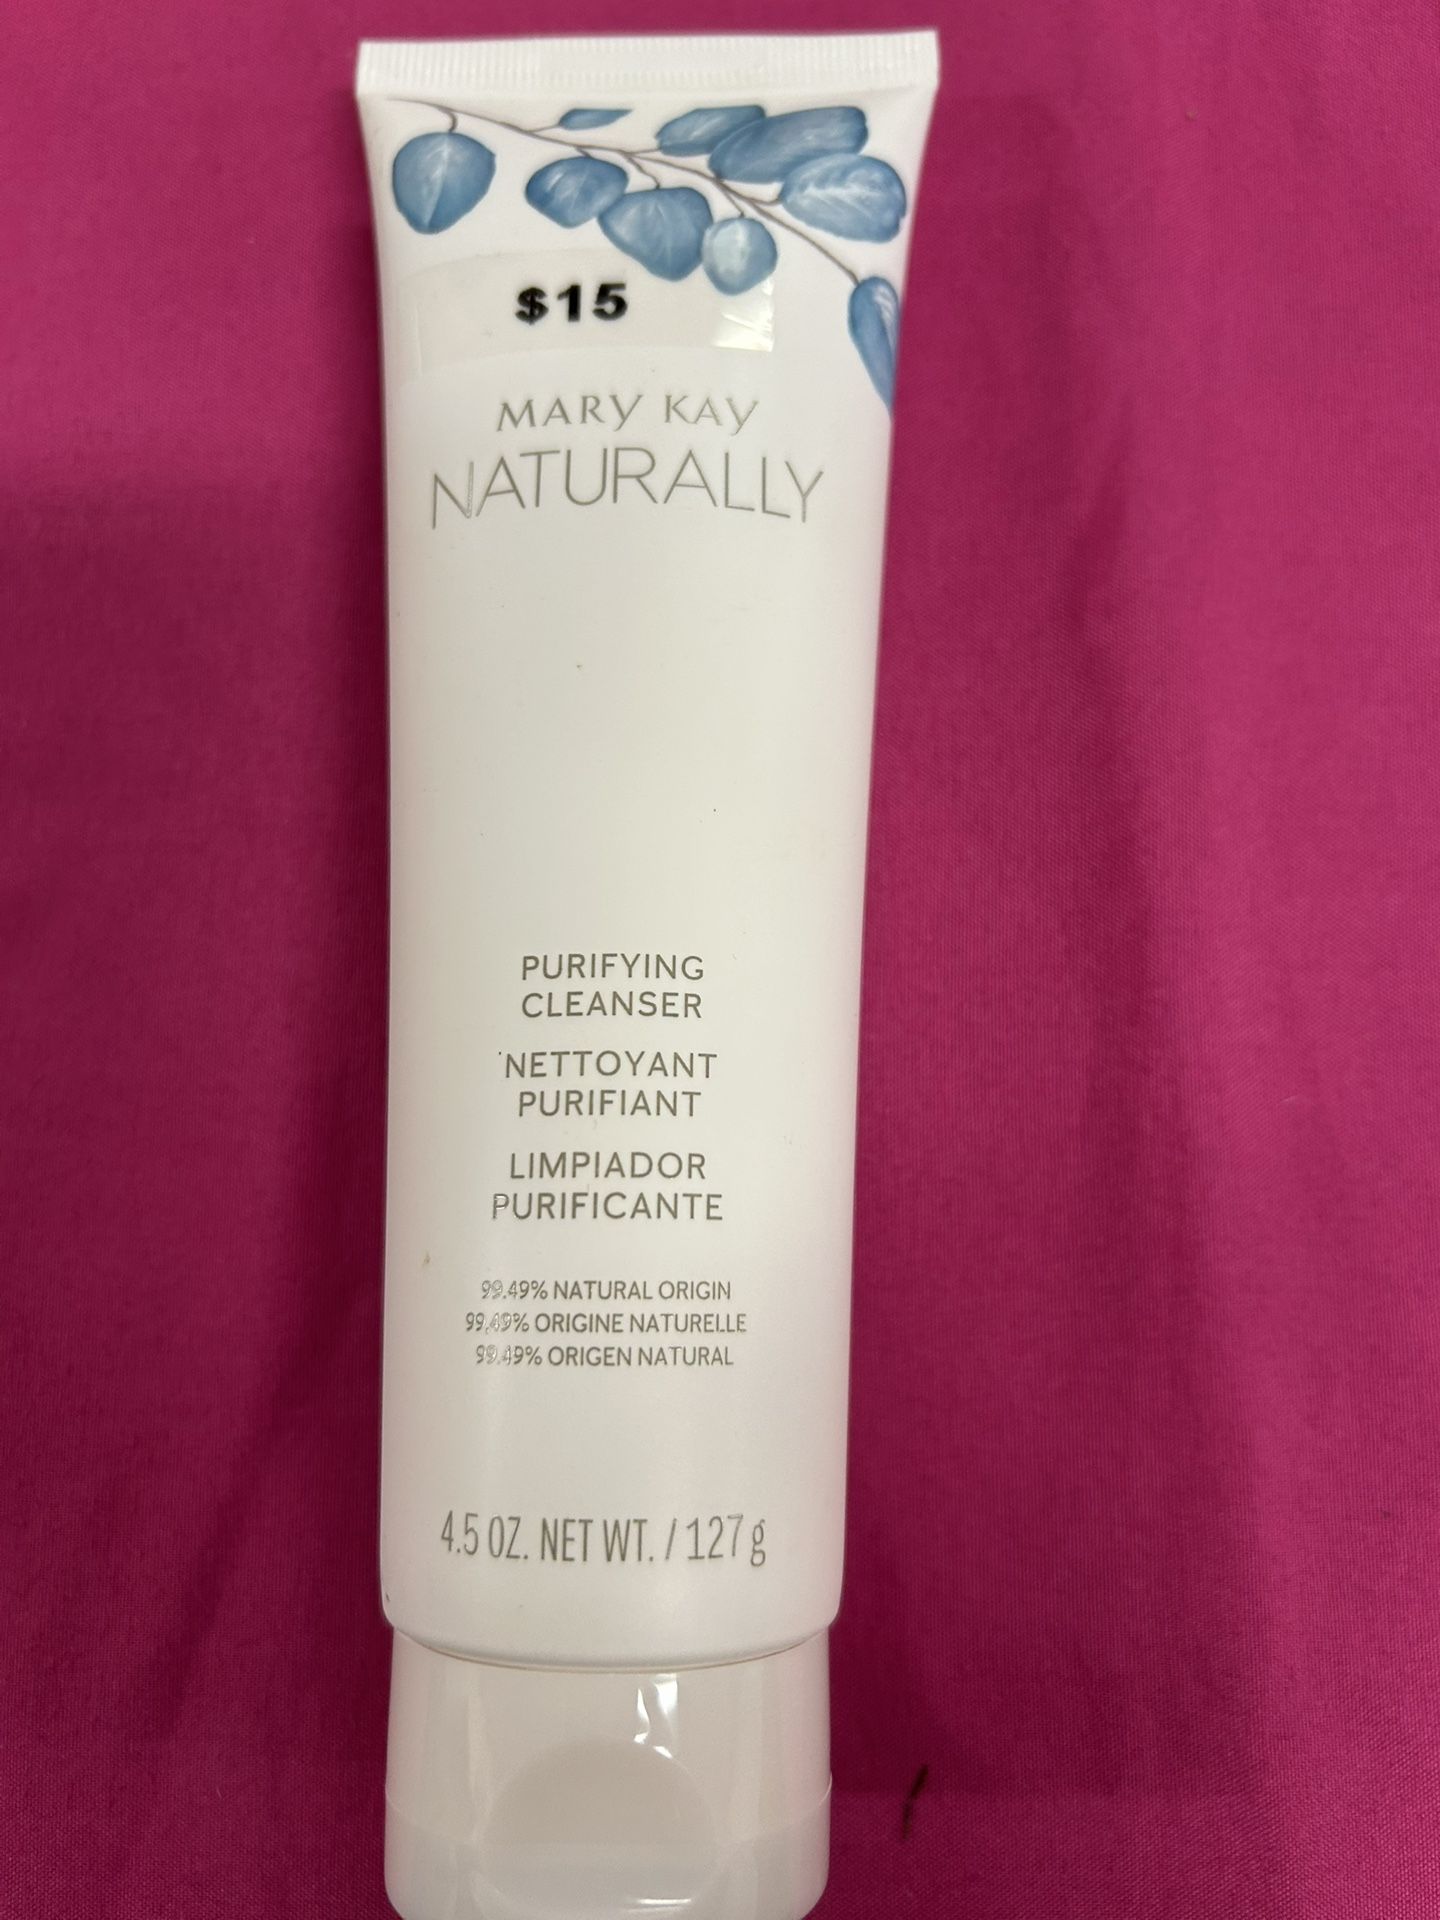 $15
MARY KAY
NATURALLY
PURIFYING
CLEANSER
NETTOYANT
PURIFIANT
LIMPIADOR
PURIFICANTE
99.49% NATURAL ORIGIN
99.49% ORIGINE NATURELLE
99.49% ORIGEN NATURAL
4.5 OZ. NET WT. / 127 g